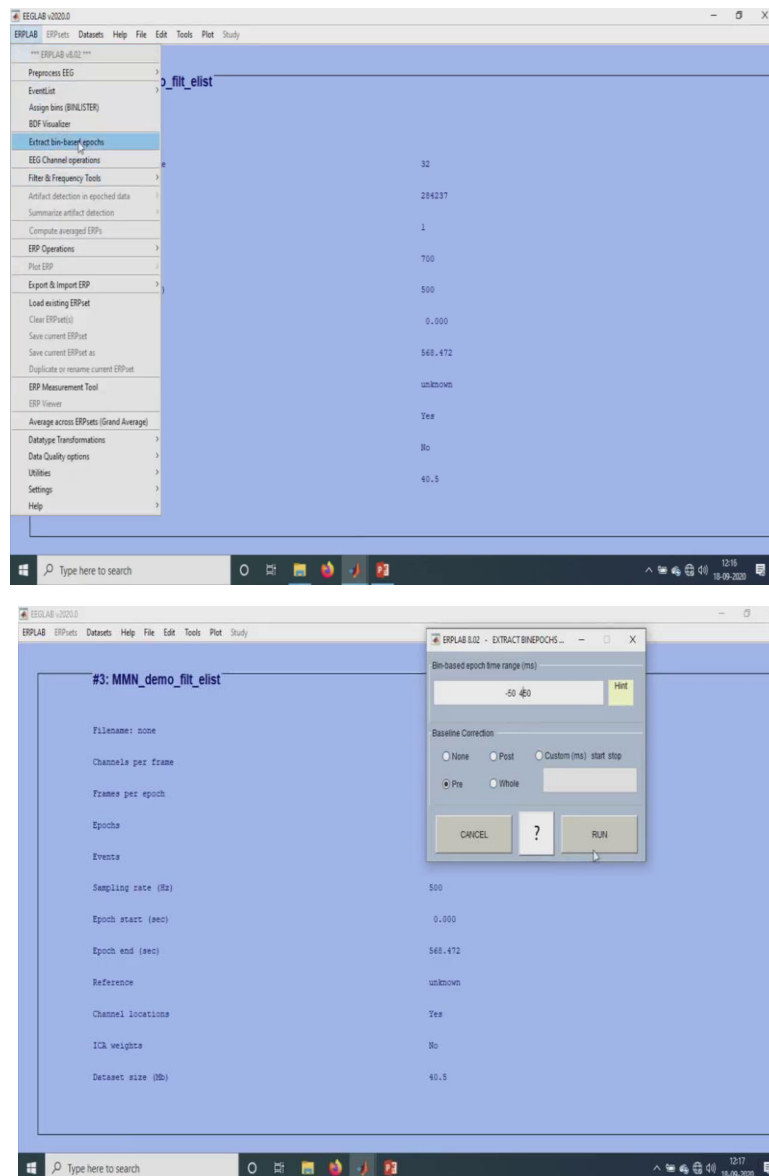 EEGLAB v2020.0
ERPLAB ERPsets Datasets Help File Edit Tools Plot Study
*** ERPLAB v8.02 ***
Preprocess EEG
EventList
Assign bins (BINLISTER)
BDF Visualizer
Extract bin-based epochs
EEG Channel operations
Filter & Frequency Tools
Artifact detection in epoched data
Summarize artifact detection
Compute averaged ERPs
ERP Operations
Plot ERP
Export & Import ERP
Load existing ERPset
Clear ERPset(s)
Save current ERPset
Save current ERPset as
Duplicate or rename current ERPset
ERP Measurement Tool
ERP Viewer
Average across ERPsets (Grand Average)
Datatype Transformations
Data Quality options
Utilities
Settings
Help
o_filt_elist
e 32
284237
1
700
) 500
0.000
568.472
unknown
Yes
No
40.5
Type here to search
12:16
18-09-2020
EEGLAB v2020.0
ERPLAB ERPsets Datasets Help File Edit Tools Plot Study
#3: MMN_demo_filt_elist
Filename: none
Channels per frame
Frames per epoch
Epochs
Events
Sampling rate (Hz) 500
Epoch start (sec) 0.000
Epoch end (sec) 568.472
Reference unknown
Channel locations Yes
ICA weights No
Dataset size (Mb) 40.5
ERPLAB 8.02 - EXTRACT BINEPOCHS ...
Bin-based epoch time range (ms)
-50 450
Hint
Baseline Correction
None Post Custom (ms) start stop
Pre Whole
CANCEL ? RUN
Type here to search
12:17
18-09-2020